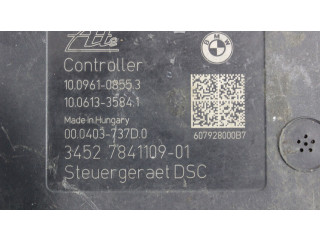 Ate
Controller
10.0961-0855.3
10.0613-3584.1
Made in Hungary
00.0403-737D.0
607928000B7
3452 7841109-01
Steuergeraet DSC